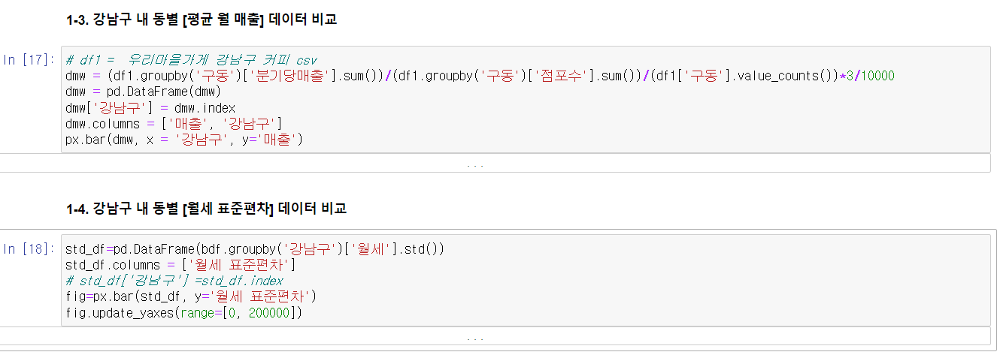 1-3. 강남구 내 동별 [평균 월 매출] 데이터 비교
In [17]:
# df1 =  우리마을가게 강남구 커피 csv
dmw = (df1.groupby('구동')['분기당매출'].sum())/(df1.groupby('구동')['점포수'].sum())/(df1['구동'].value_counts())*3/10000
dmw = pd.DataFrame(dmw)
dmw['강남구'] = dmw.index
dmw.columns = ['매출', '강남구']
px.bar(dmw, x = '강남구', y='매출')
...
1-4. 강남구 내 동별 [월세 표준편차] 데이터 비교
In [18]:
std_df=pd.DataFrame(bdf.groupby('강남구')['월세'].std())
std_df.columns = ['월세 표준편차']
# std_df['강남구'] =std_df.index
fig=px.bar(std_df, y='월세 표준편차')
fig.update_yaxes(range=[0, 200000])
...